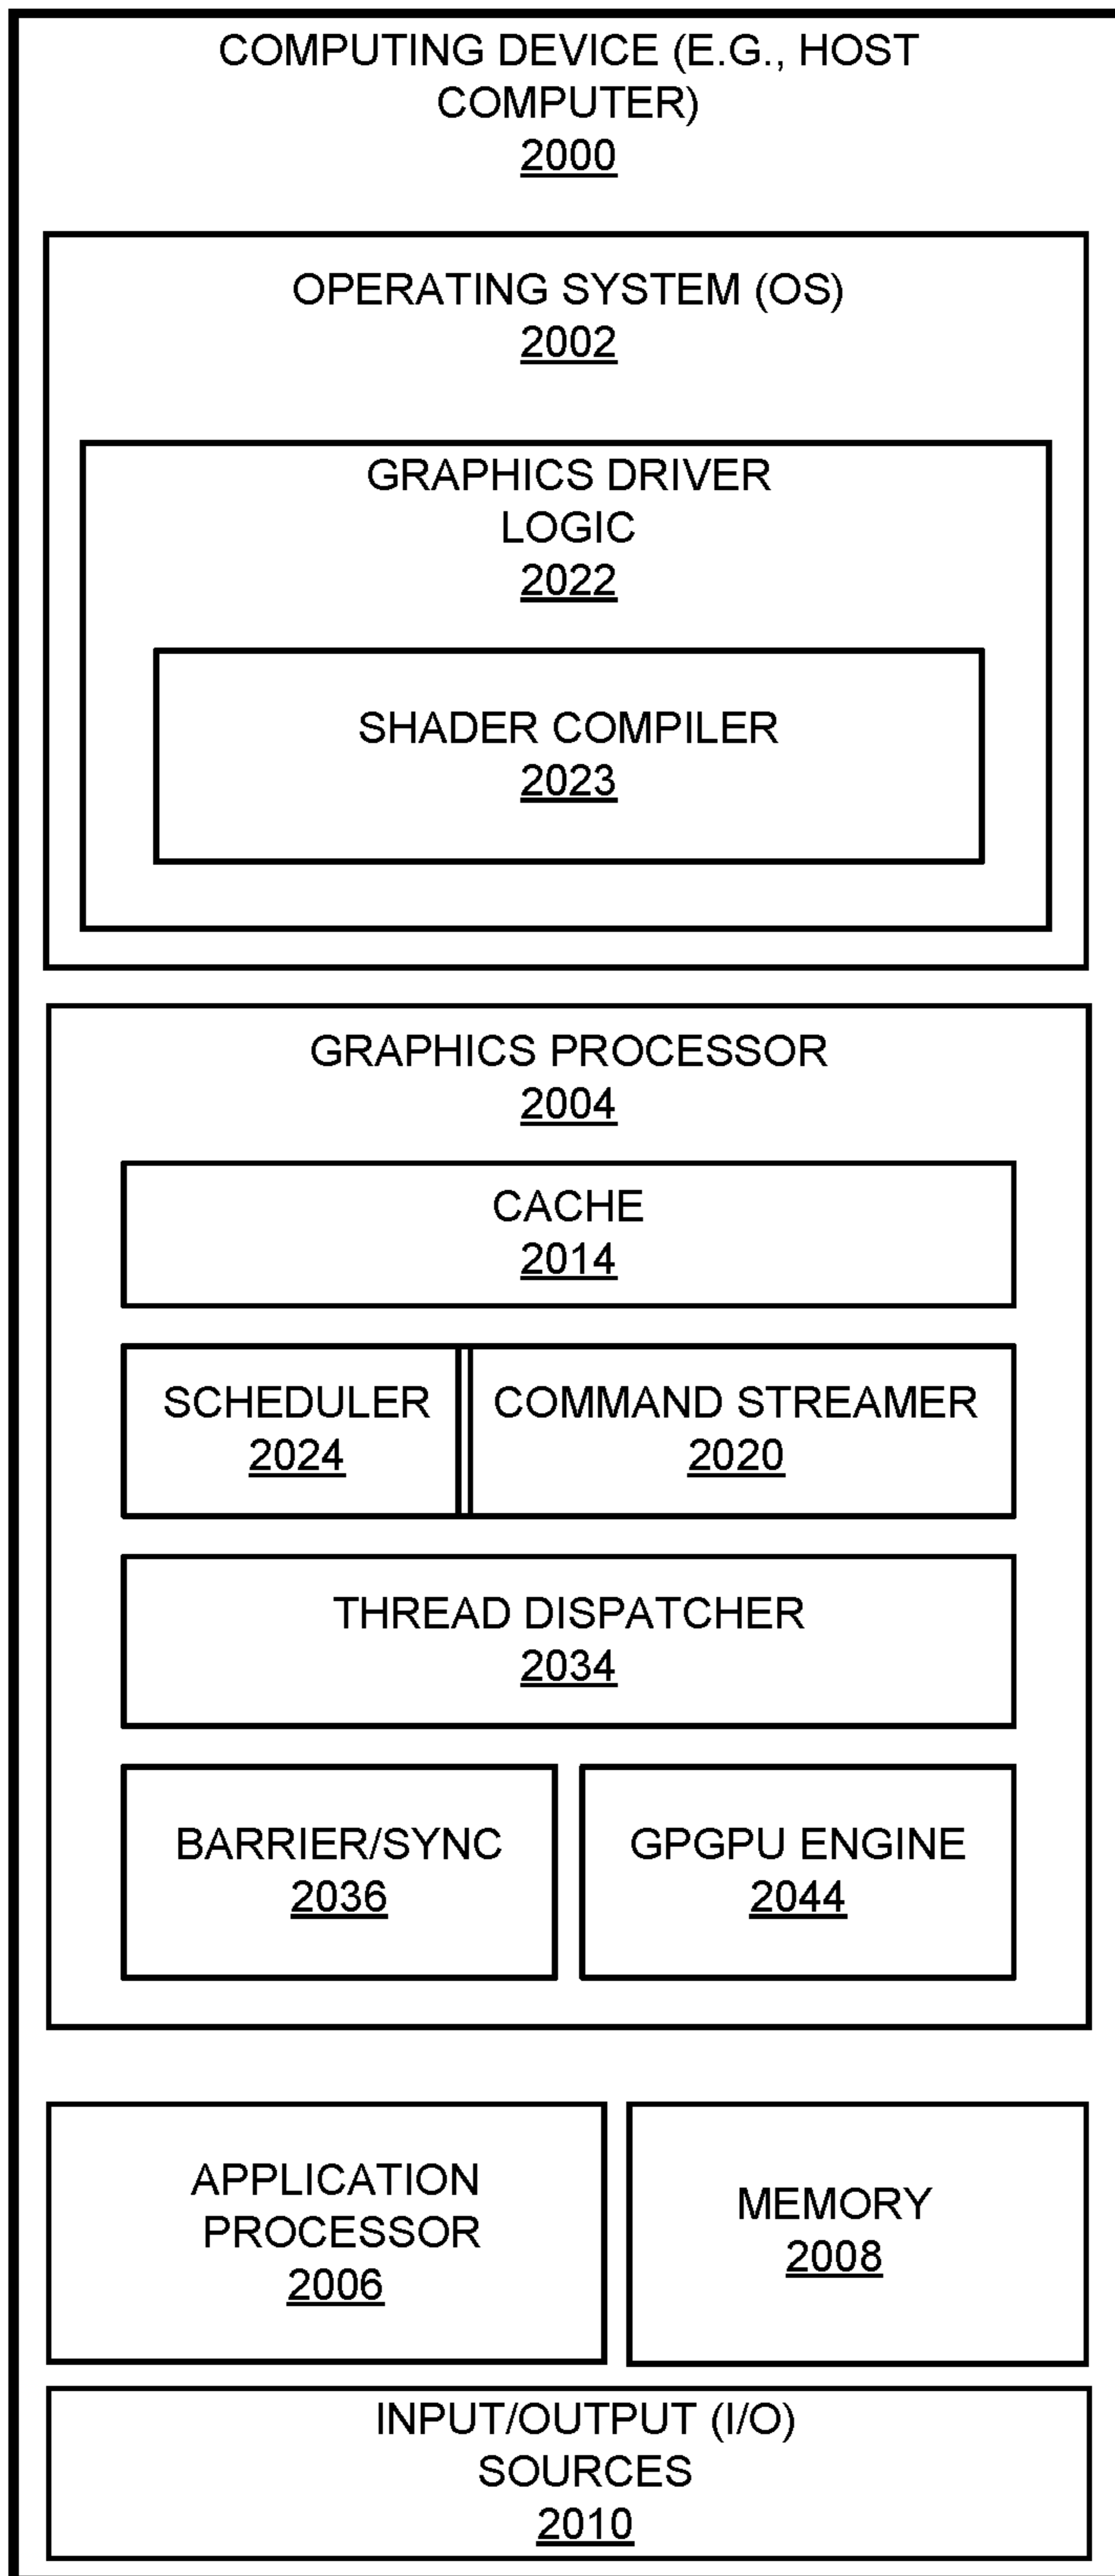 COMPUTING DEVICE (E.G., HOST
COMPUTER)
2000
OPERATING SYSTEM (OS)
2002
GRAPHICS DRIVER
LOGIC
2022
SHADER COMPILER
2023
GRAPHICS PROCESSOR
2004
CACHE
2014
SCHEDULER
2024
COMMAND STREAMER
2020
THREAD DISPATCHER
2034
BARRIER/SYNC
2036
GPGPU ENGINE
2044
APPLICATION
PROCESSOR
2006
MEMORY
2008
INPUT/OUTPUT (I/O)
SOURCES
2010